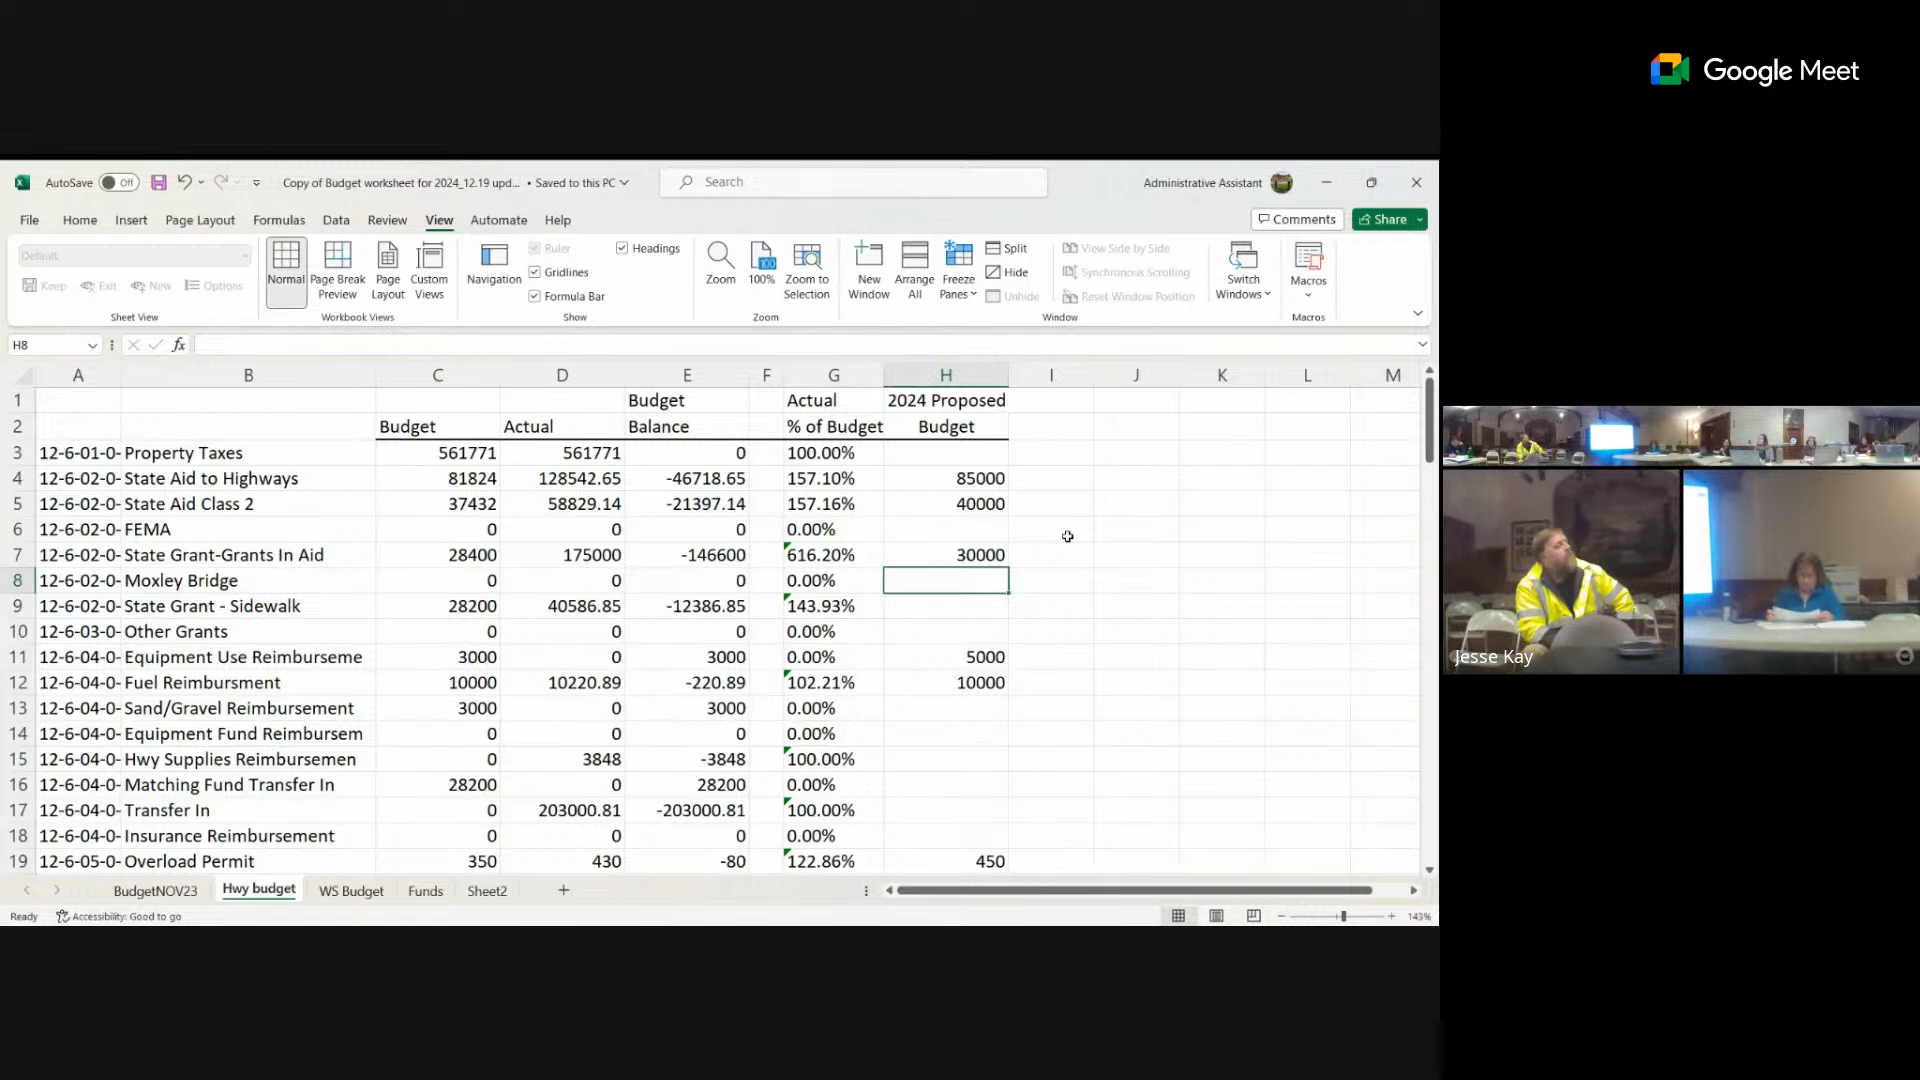 Google Meet
AutoSave Off Copy of Budget worksheet for 2024_12.19 upd... • Saved to this PC Search Administrative Assistant
File Home Insert Page Layout Formulas Data Review View Automate Help Comments Share
Default
Keep Exit New Options
Sheet View
Normal Page Break Preview Page Layout Custom Views
Workbook Views
Navigation Ruler Gridlines Formula Bar Headings
Show
Zoom 100% Zoom to Selection
Zoom
New Window Arrange All Freeze Panes Split Hide Unhide View Side by Side Synchronous Scrolling Reset Window Position Switch Windows
Window
Macros
Macros
H8 fx
A B C D E F G H I J K L M
1 Budget Actual 2024 Proposed
2 Budget Actual Balance % of Budget Budget
3 12-6-01-0- Property Taxes 561771 561771 0 100.00%
4 12-6-02-0- State Aid to Highways 81824 128542.65 -46718.65 157.10% 85000
5 12-6-02-0- State Aid Class 2 37432 58829.14 -21397.14 157.16% 40000
6 12-6-02-0- FEMA 0 0 0 0.00%
7 12-6-02-0- State Grant-Grants In Aid 28400 175000 -146600 616.20% 30000
8 12-6-02-0- Moxley Bridge 0 0 0 0.00%
9 12-6-02-0- State Grant - Sidewalk 28200 40586.85 -12386.85 143.93%
10 12-6-03-0- Other Grants 0 0 0 0.00%
11 12-6-04-0- Equipment Use Reimburseme 3000 0 3000 0.00% 5000
12 12-6-04-0- Fuel Reimbursment 10000 10220.89 -220.89 102.21% 10000
13 12-6-04-0- Sand/Gravel Reimbursement 3000 0 3000 0.00%
14 12-6-04-0- Equipment Fund Reimbursem 0 0 0 0.00%
15 12-6-04-0- Hwy Supplies Reimbursemen 0 3848 -3848 100.00%
16 12-6-04-0- Matching Fund Transfer In 28200 0 28200 0.00%
17 12-6-04-0- Transfer In 0 203000.81 -203000.81 100.00%
18 12-6-04-0- Insurance Reimbursement 0 0 0 0.00%
19 12-6-05-0- Overload Permit 350 430 -80 122.86% 450
BudgetNOV23 Hwy budget WS Budget Funds Sheet2
Ready Accessibility: Good to go 143%
Jesse Kay